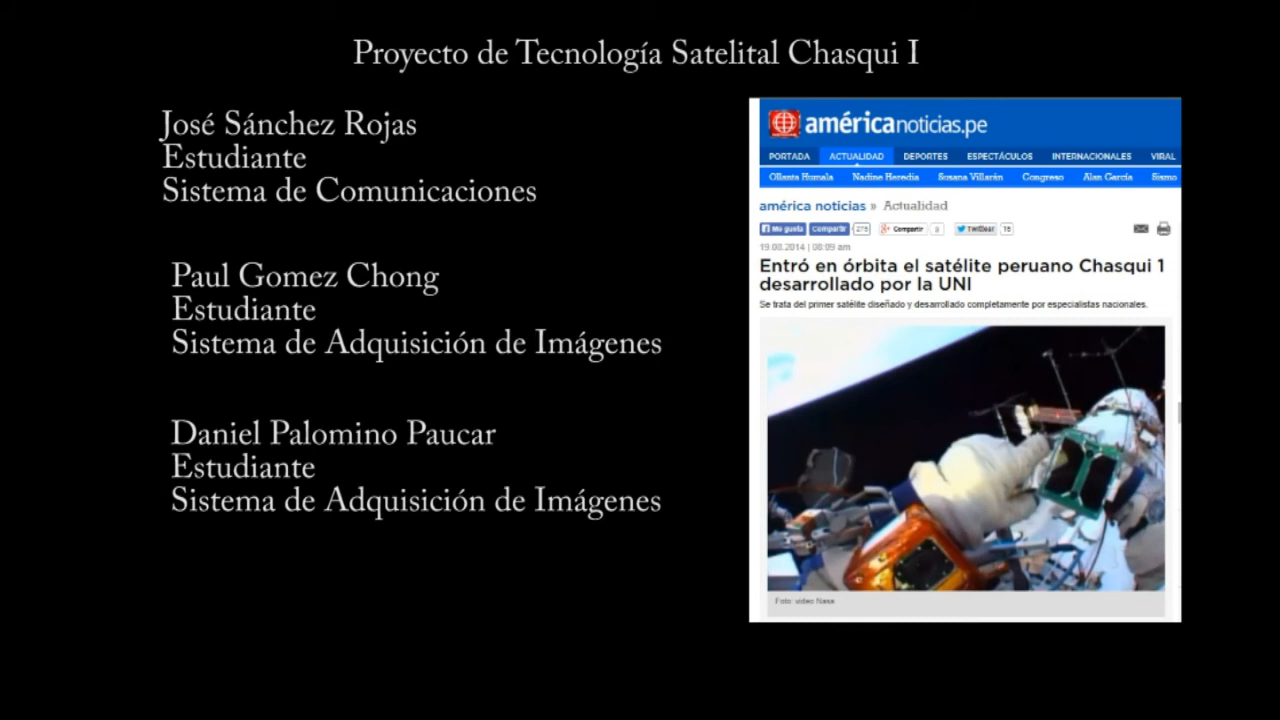 Proyecto de Tecnología Satelital Chasqui I
José Sánchez Rojas
Estudiante
Sistema de Comunicaciones
Paul Gomez Chong
Estudiante
Sistema de Adquisición de Imágenes
Daniel Palomino Paucar
Estudiante
Sistema de Adquisición de Imágenes
américanoticias.pe
PORTADA ACTUALIDAD DEPORTES ESPECTÁCULOS INTERNACIONALES VIRAL
Ollanta Humala Nadine Heredia Susana Villarán Congreso Alan García Sismo
américa noticias » Actualidad
Me gusta Compartir 275 Compartir Twittear
19.08.2014 | 08:09 am
Entró en órbita el satélite peruano Chasqui 1
desarrollado por la UNI
Se trata del primer satélite diseñado y desarrollado completamente por especialistas nacionales.
Foto: video Nasa